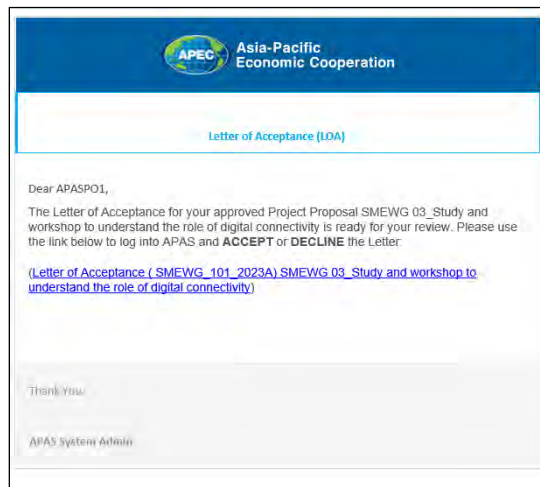 APEC
Asia-Pacific
Economic Cooperation
Letter of Acceptance (LOA)
Dear APASPO1,
The Letter of Acceptance for your approved Project Proposal SMEWG 03_Study and
workshop to understand the role of digital connectivity is ready for your review. Please use
the link below to log into APAS and ACCEPT or DECLINE the Letter:
(Letter of Acceptance ( SMEWG_101_2023A) SMEWG 03_Study and workshop to
understand the role of digital connectivity)
Thank You,
APAS System Admin